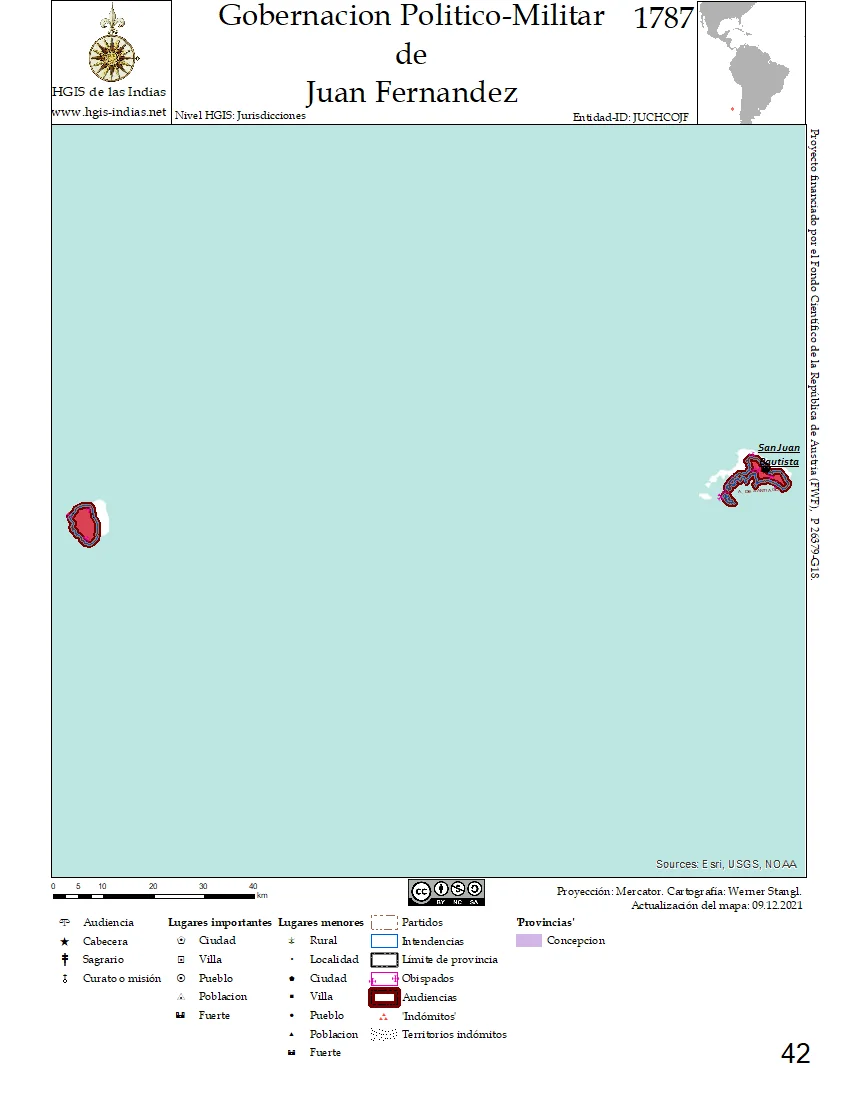 Gobernacion Politico-Militar
de
Juan Fernandez
1787
HGIS de las Indias
www.hgis-indias.net
Nivel HGIS: Jurisdicciones
Entidad-ID: JUCHCOJF
Proyecto financiado por el Fondo Científico de la República de Austria (FWF), P 26379-G18.
San Juan
Bautista
Sources: Esri, USGS, NOAA
0 5 10 20 30 40
km
CC BY NC SA
Proyección: Mercator. Cartografía: Werner Stangl.
Actualización del mapa: 09.12.2021
Audiencia
Cabecera
Sagrario
Curato o misión
Lugares importantes
Ciudad
Villa
Pueblo
Poblacion
Fuerte
Lugares menores
Rural
Localidad
Ciudad
Villa
Pueblo
Poblacion
Fuerte
Partidos
Intendencias
Límite de provincia
Obispados
Audiencias
'Indómitos'
Territorios indómitos
'Provincias'
Concepcion
42